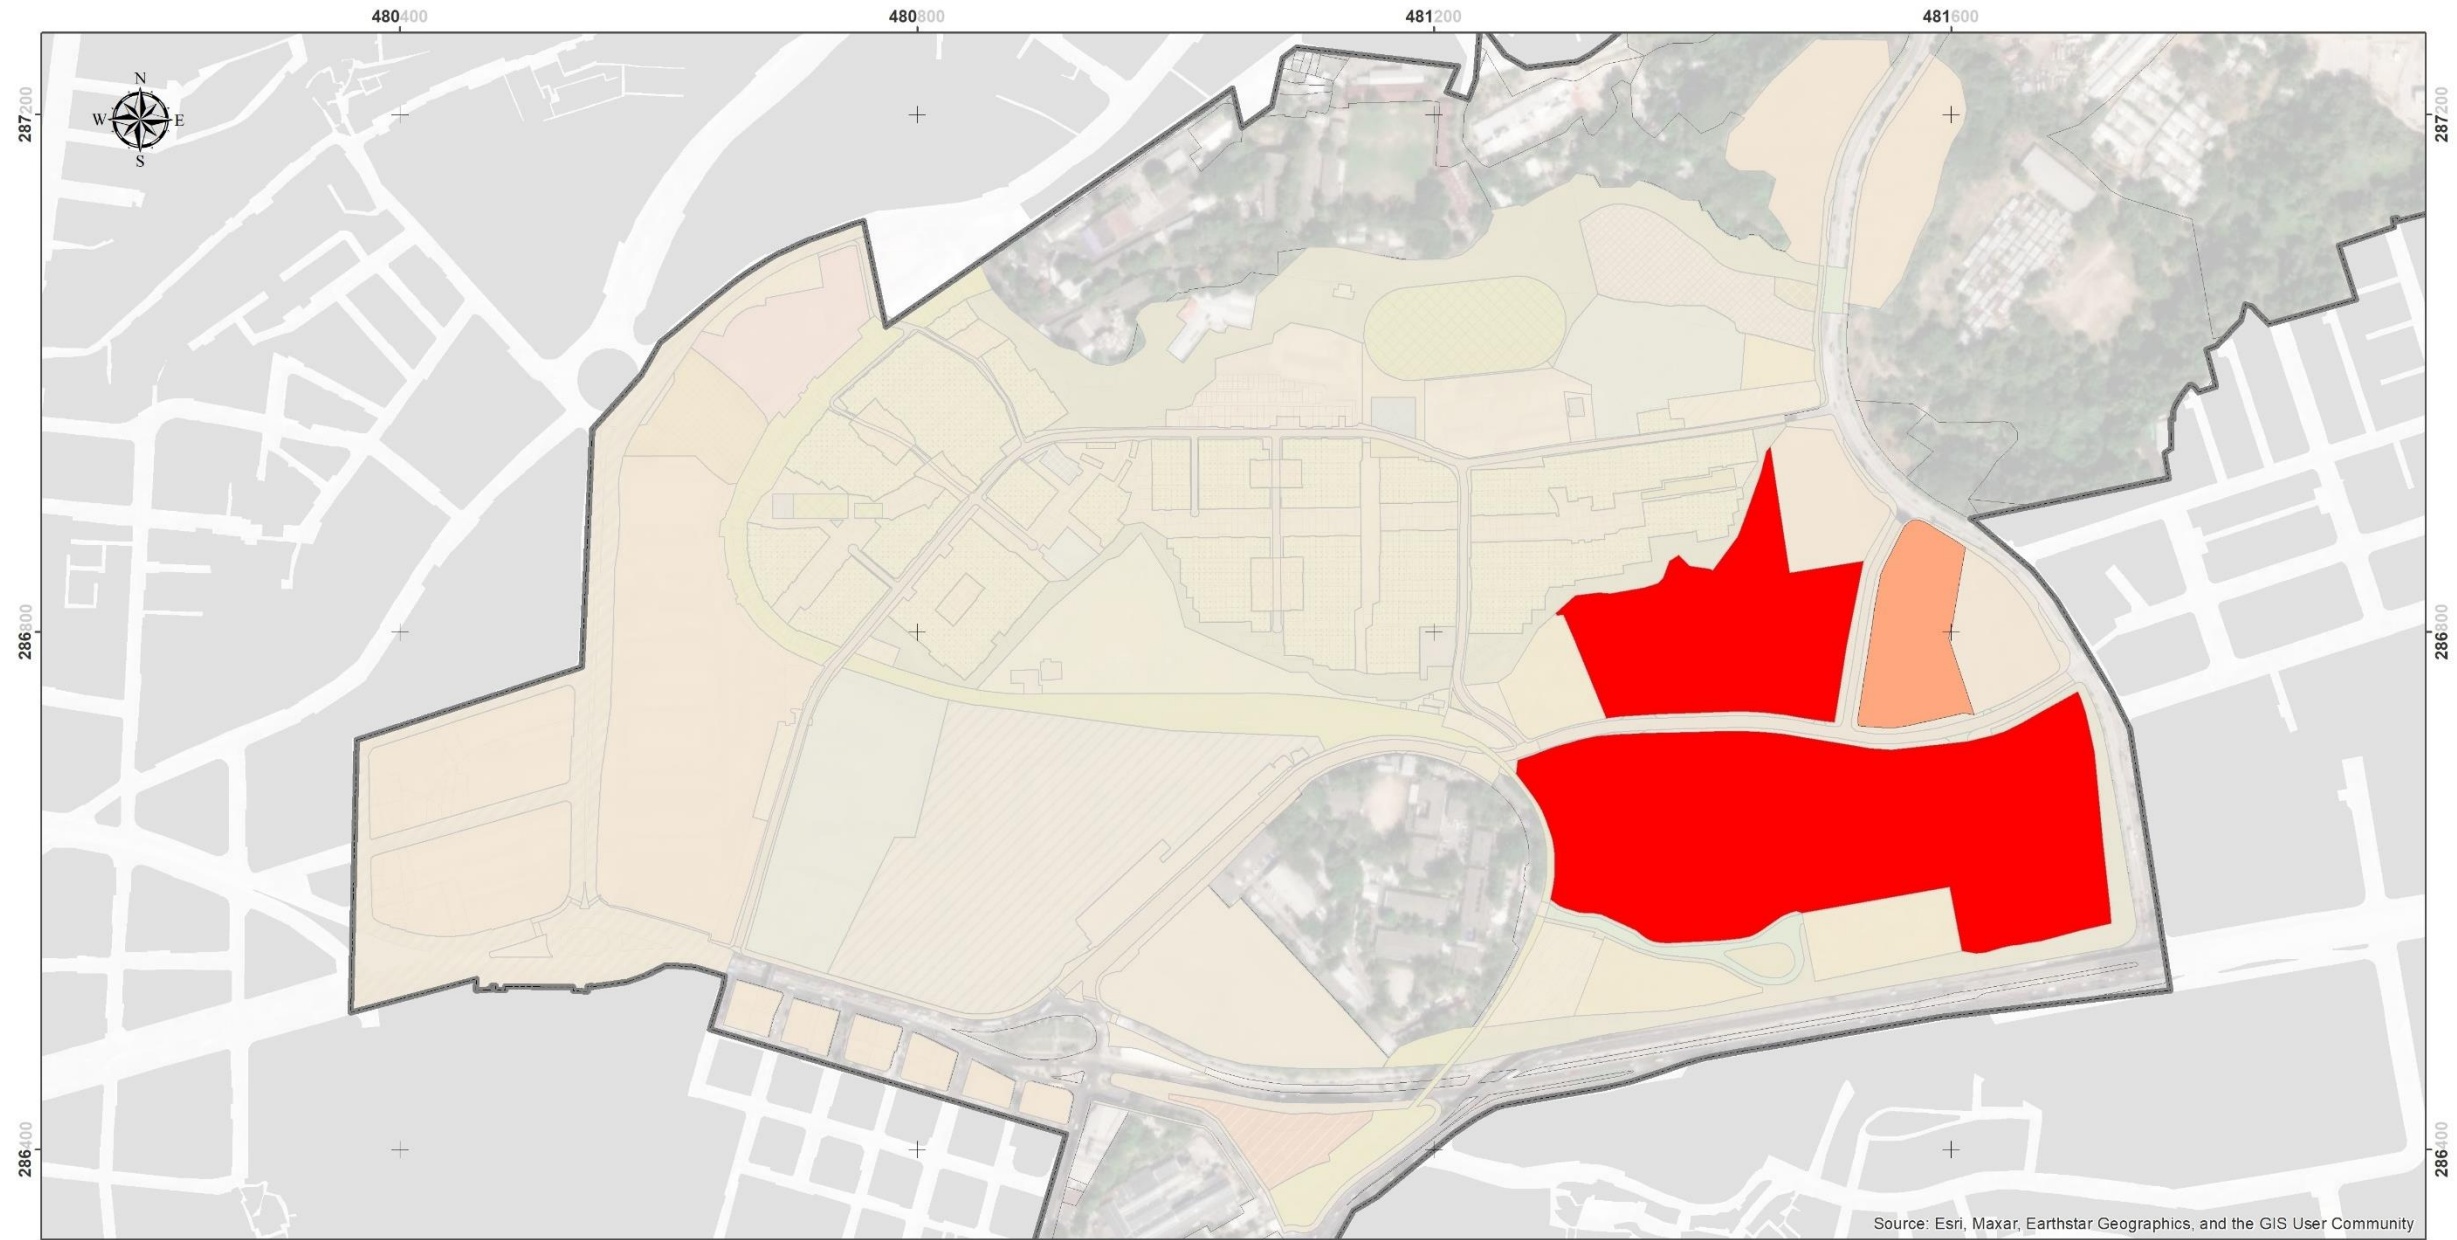 480400 480800 481200 481600
N
W E
S
287200 287200
286800 286800
286400 286400
Source: Esri, Maxar, Earthstar Geographics, and the GIS User Community